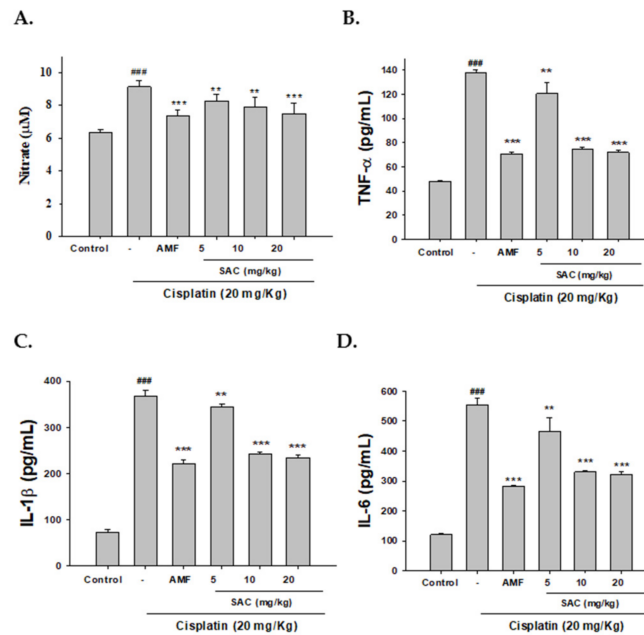 A.
Nitrate (µM)
10
8
6
4
2
0
###
***
**
**
***
Control - AMF 5 10 20
SAC (mg/kg)
Cisplatin (20 mg/Kg)
B.
TNF-α (pg/mL)
140
120
100
80
60
40
20
0
###
***
**
***
***
Control - AMF 5 10 20
SAC (mg/kg)
Cisplatin (20 mg/Kg)
C.
IL-1β (pg/mL)
400
300
200
100
0
###
***
**
***
***
Control - AMF 5 10 20
SAC (mg/kg)
Cisplatin (20 mg/Kg)
D.
IL-6 (pg/mL)
600
500
400
300
200
100
0
###
***
**
***
***
Control - AMF 5 10 20
SAC (mg/kg)
Cisplatin (20 mg/Kg)